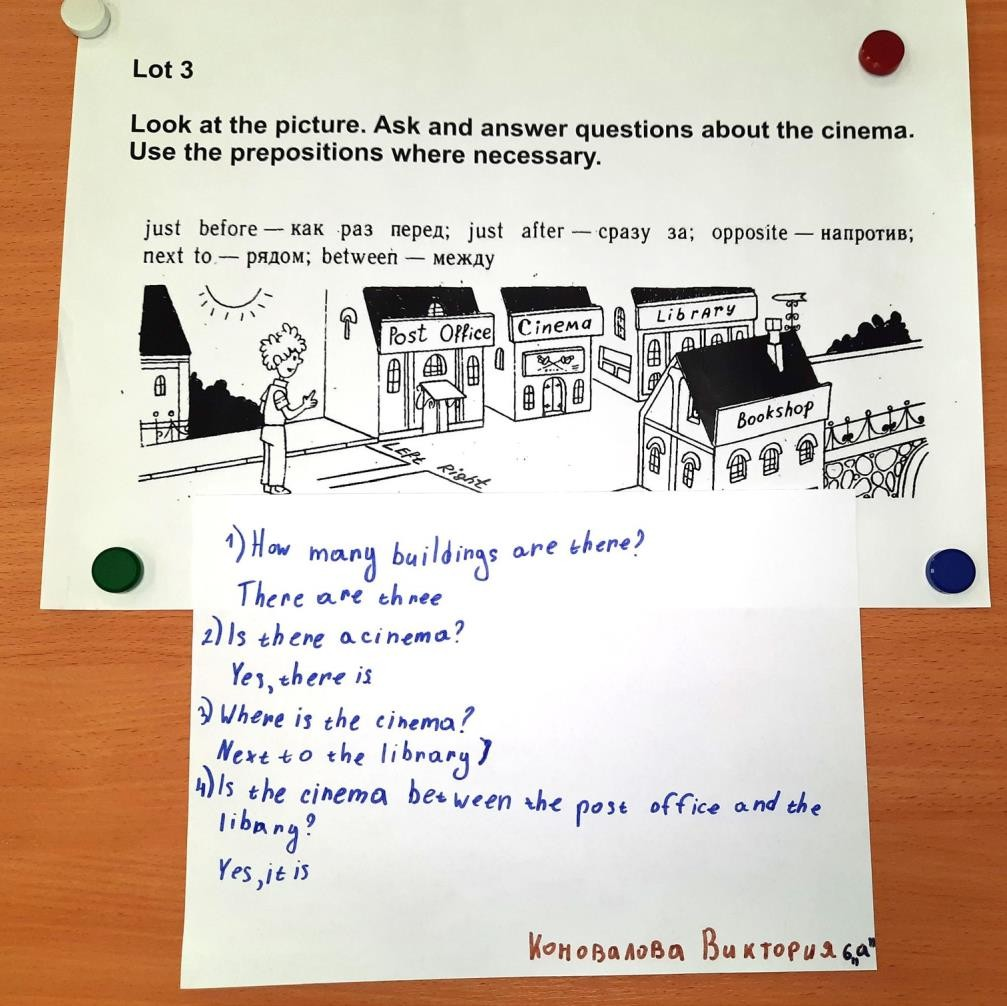 Lot 3
Look at the picture. Ask and answer questions about the cinema.
Use the prepositions where necessary.
just before — как раз перед; just after — сразу за; opposite — напротив;
next to — рядом; between — между
Post Office
Cinema
LibrArY
Bookshop
Left Right
1) How many buildings are there?
There are three
2) Is there a cinema?
Yes, there is
3) Where is the cinema?
Next to the library
4) Is the cinema between the post office and the
libary?
Yes, it is
Коновалова Виктория 6 „а"